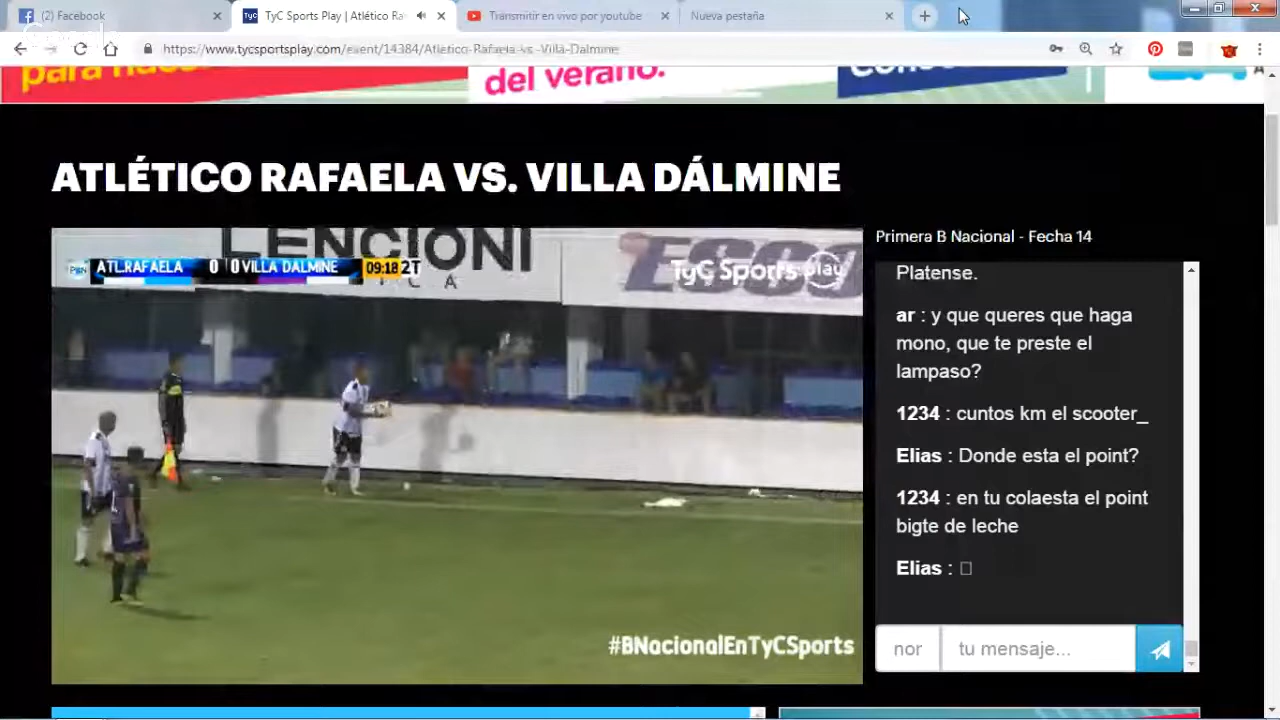 (2) Facebook
TyC TyC Sports Play | Atlético Ra
Transmitir en vivo por youtube
Nueva pestaña
Google
https://www.tycsportsplay.com/event/14384/Atletico-Rafaela-vs.-Villa-Dalmine
para
del verano.
ATLÉTICO RAFAELA VS. VILLA DÁLMINE
LENCIONI
ATL.RAFAELA 0 0 VILLA DALMINE 09:18 2T
TyC Sports play
#BNacionalEnTyCSports
Primera B Nacional - Fecha 14
Platense.
ar : y que queres que haga
mono, que te preste el
lampaso?
1234 : cuntos km el scooter_
Elias : Donde esta el point?
1234 : en tu colaesta el point
bigte de leche
Elias :
nor
tu mensaje...